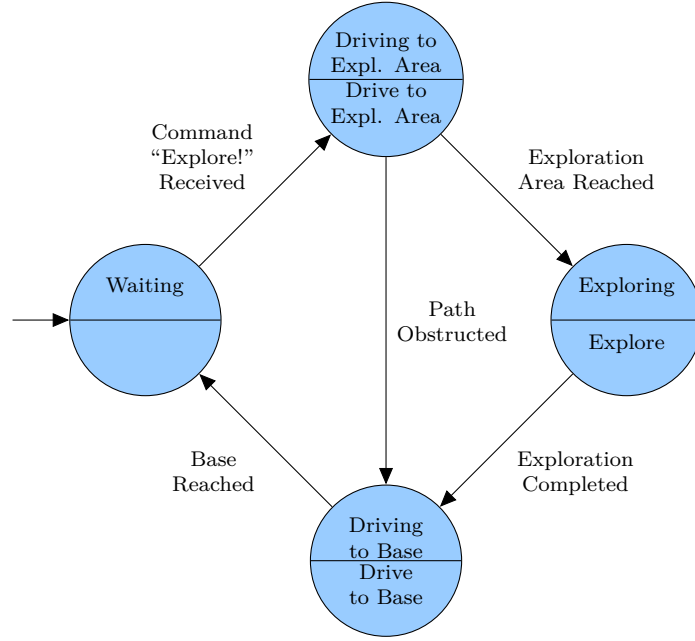 Driving to
Expl. Area
Drive to
Expl. Area
Command
“Explore!”
Received
Exploration
Area Reached
Waiting
Exploring
Explore
Path
Obstructed
Base
Reached
Exploration
Completed
Driving
to Base
Drive
to Base